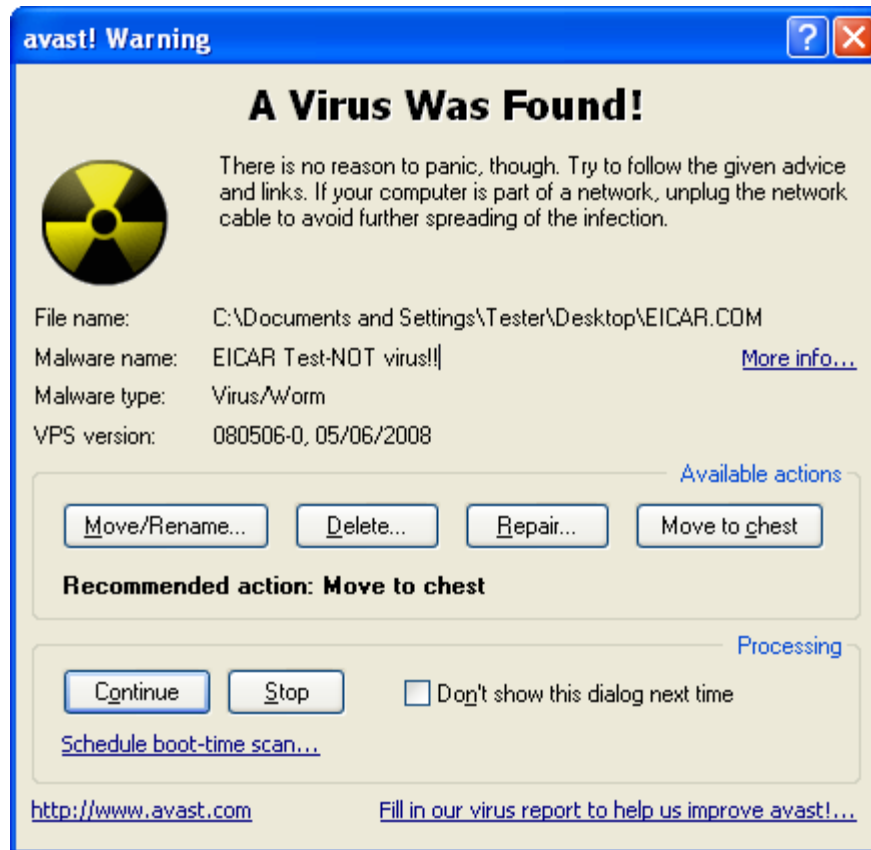 avast! Warning
A Virus Was Found!
There is no reason to panic, though. Try to follow the given advice
and links. If your computer is part of a network, unplug the network
cable to avoid further spreading of the infection.
File name: C:\Documents and Settings\Tester\Desktop\EICAR.COM
Malware name: EICAR Test-NOT virus!! More info...
Malware type: Virus/Worm
VPS version: 080506-0, 05/06/2008
Available actions
Move/Rename... Delete... Repair... Move to chest
Recommended action: Move to chest
Processing
Continue Stop Don't show this dialog next time
Schedule boot-time scan...
http://www.avast.com Fill in our virus report to help us improve avast!...